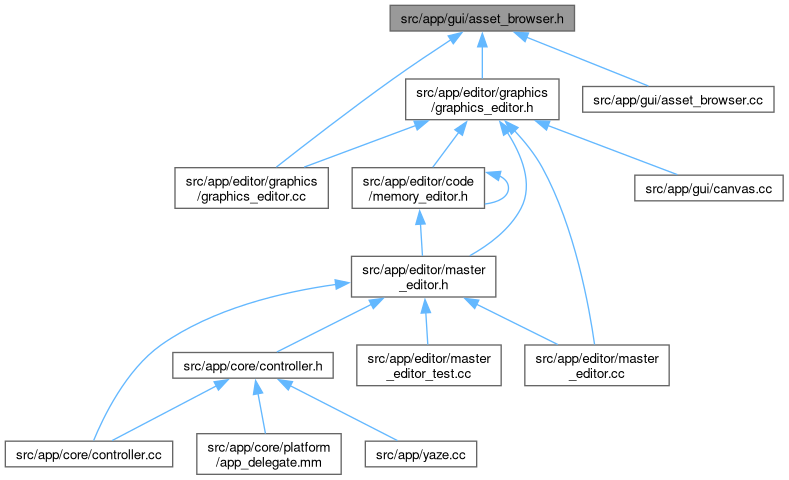 src/app/gui/asset_browser.h
src/app/editor/graphics
/graphics_editor.h
src/app/gui/asset_browser.cc
src/app/editor/graphics
/graphics_editor.cc
src/app/editor/code
/memory_editor.h
src/app/gui/canvas.cc
src/app/editor/master
_editor.h
src/app/core/controller.h
src/app/editor/master
_editor_test.cc
src/app/editor/master
_editor.cc
src/app/core/controller.cc
src/app/core/platform
/app_delegate.mm
src/app/yaze.cc